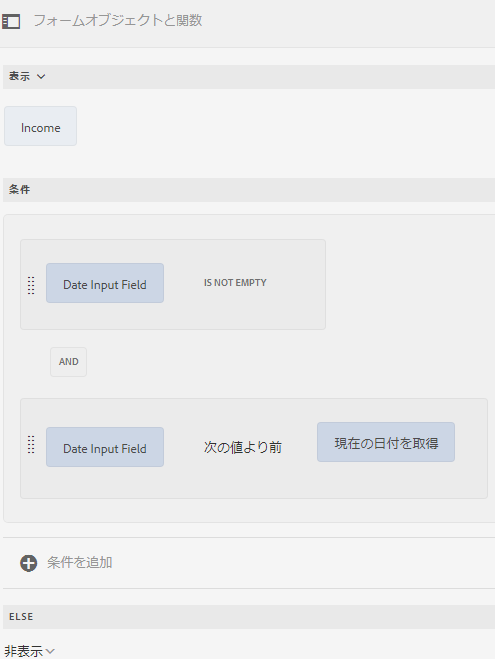 フォームオブジェクトと関数
表示
Income
条件
Date Input Field IS NOT EMPTY
AND
Date Input Field 次の値より前 現在の日付を取得
条件を追加
ELSE
非表示